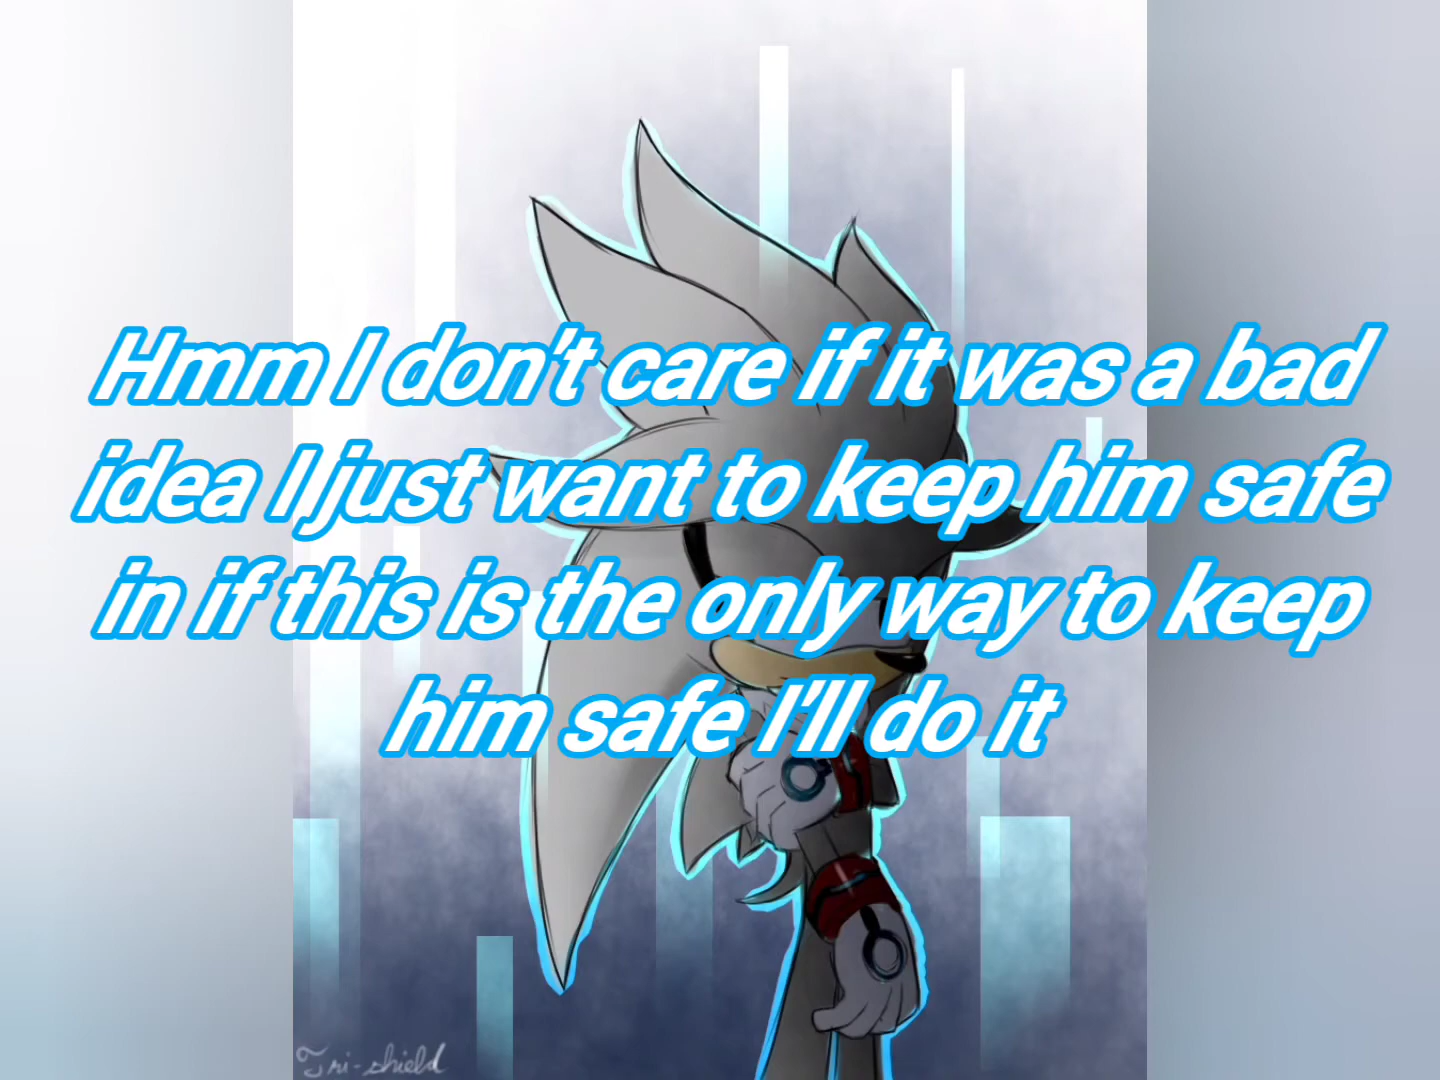 Hmm I don't care if it was a bad
idea I just want to keep him safe
in if this is the only way to keep
him safe I'll do it
Tri-shield